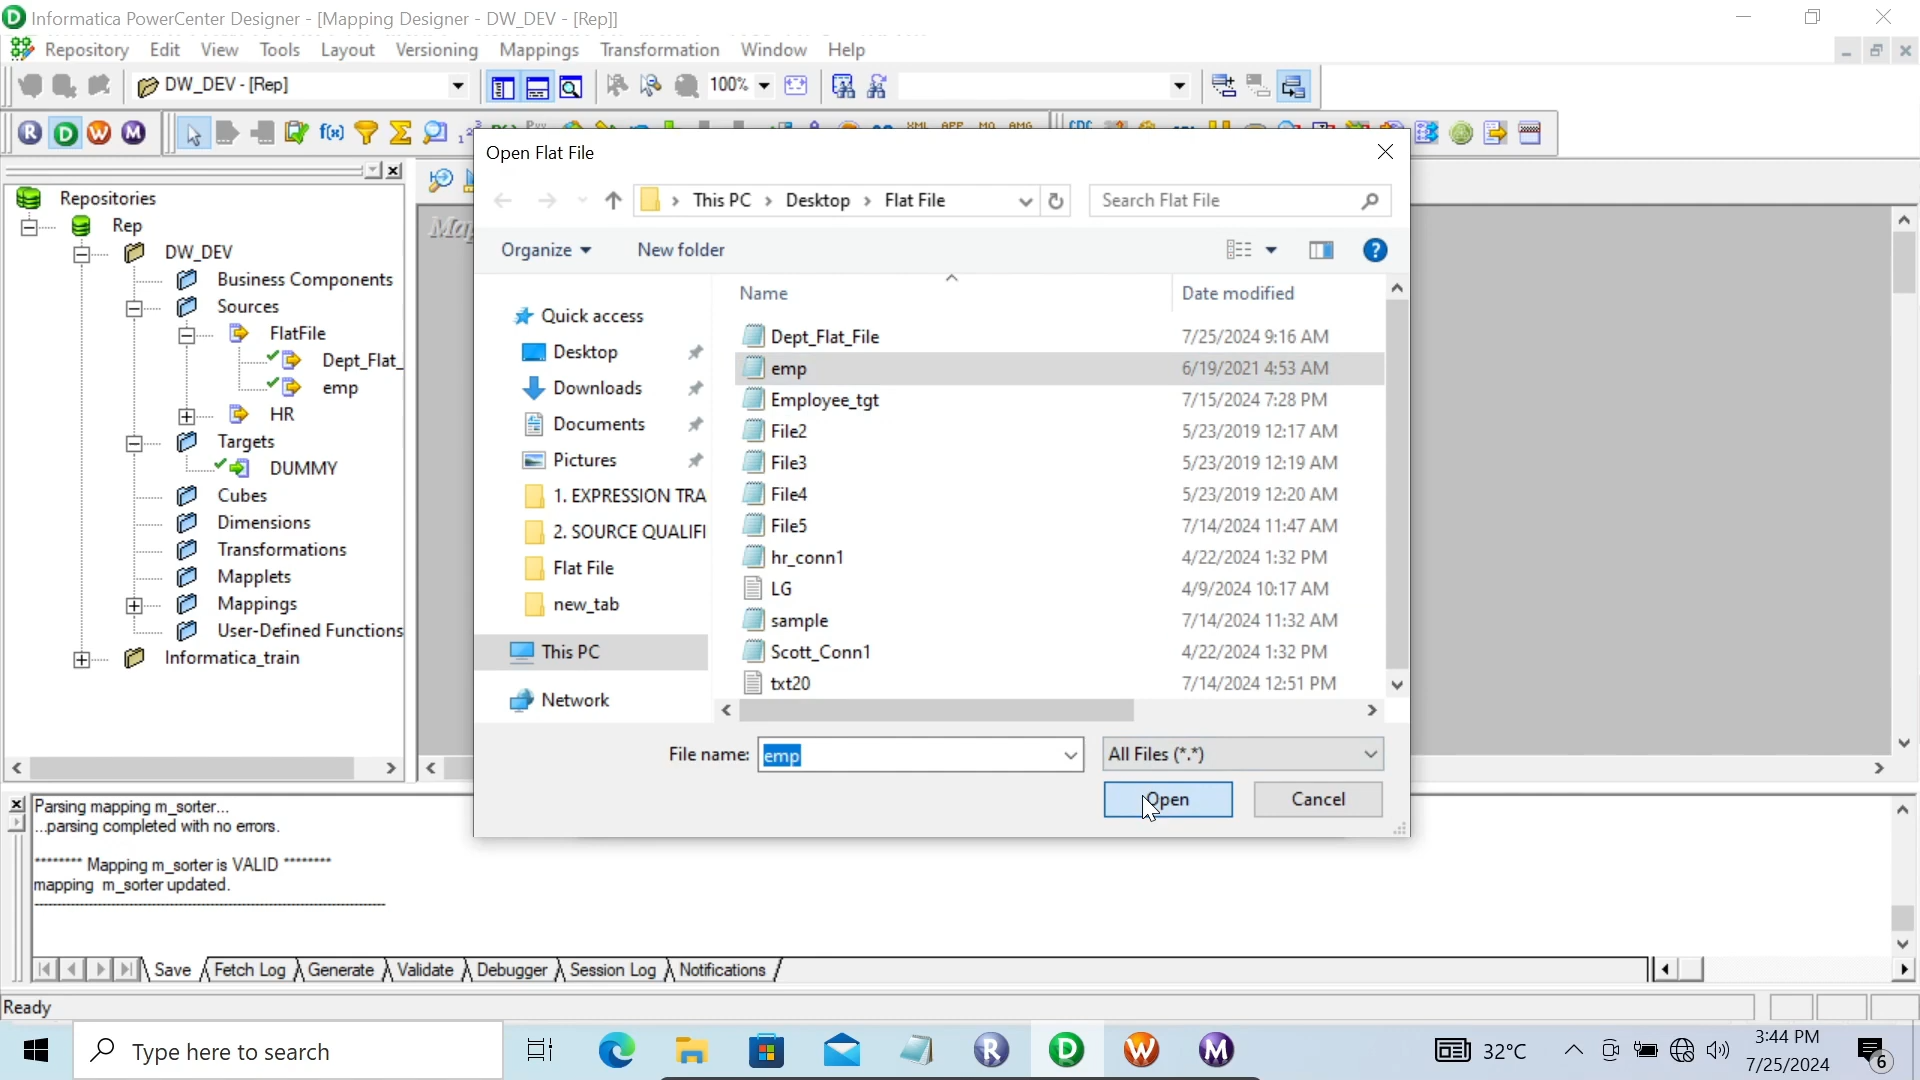 Informatica PowerCenter Designer - [Mapping Designer - DW_DEV - [Rep]]
Repository Edit View Tools Layout Versioning Mappings Transformation Window Help
DW_DEV - [Rep] 100%
R D W M f(x)
Open Flat File
This PC > Desktop > Flat File Search Flat File
Organize New folder
Repositories
Rep
DW_DEV
Business Components
Sources
FlatFile
Dept_Flat_
emp
HR
Targets
DUMMY
Cubes
Dimensions
Transformations
Mapplets
Mappings
User-Defined Functions
Informatica_train
Quick access
Desktop
Downloads
Documents
Pictures
1. EXPRESSION TRA
2. SOURCE QUALIFI
Flat File
new_tab
This PC
Network
Name Date modified
Dept_Flat_File 7/25/2024 9:16 AM
emp 6/19/2021 4:53 AM
Employee_tgt 7/15/2024 7:28 PM
File2 5/23/2019 12:17 AM
File3 5/23/2019 12:19 AM
File4 5/23/2019 12:20 AM
File5 7/14/2024 11:47 AM
hr_conn1 4/22/2024 1:32 PM
LG 4/9/2024 10:17 AM
sample 7/14/2024 11:32 AM
Scott_Conn1 4/22/2024 1:32 PM
txt20 7/14/2024 12:51 PM
File name: emp All Files (*.*)
Open Cancel
Parsing mapping m_sorter...
...parsing completed with no errors.
******** Mapping m_sorter is VALID ********
mapping m_sorter updated.
Save Fetch Log Generate Validate Debugger Session Log Notifications
Ready
Type here to search
R D W M
32°C
3:44 PM
7/25/2024
6